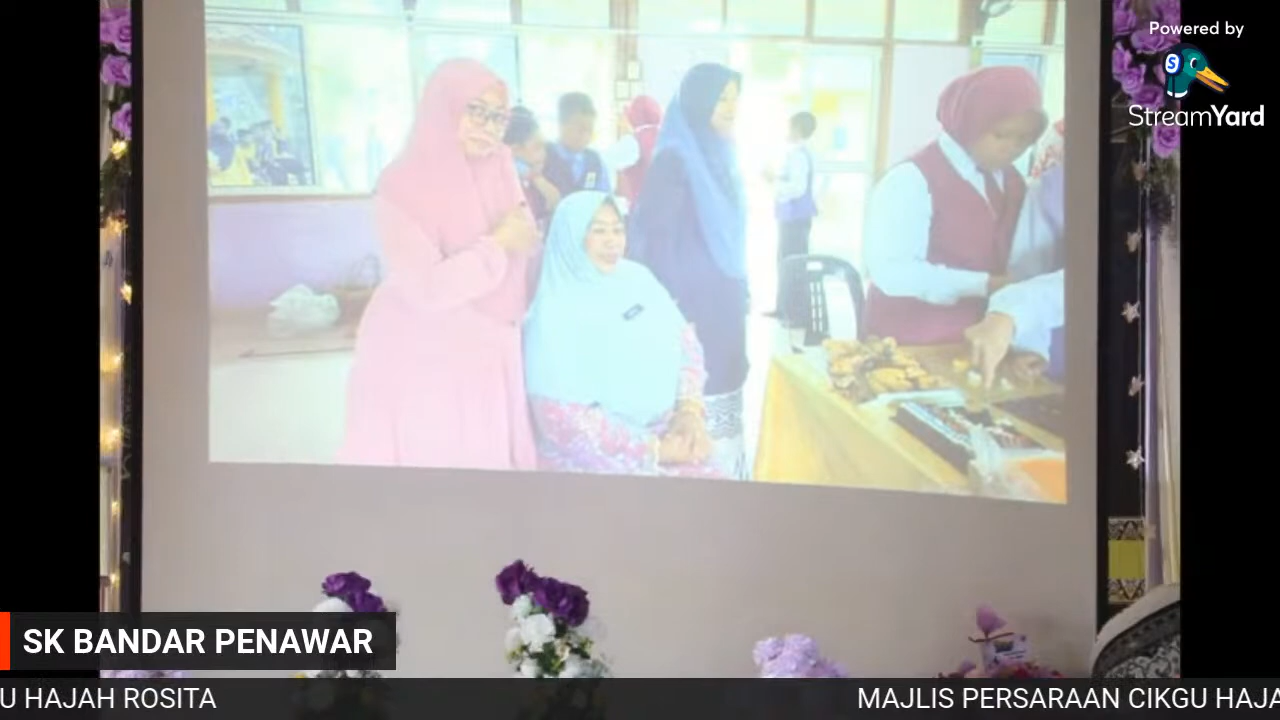 Powered by
StreamYard
SK BANDAR PENAWAR
U HAJAH ROSITA
MAJLIS PERSARAAN CIKGU HAJA